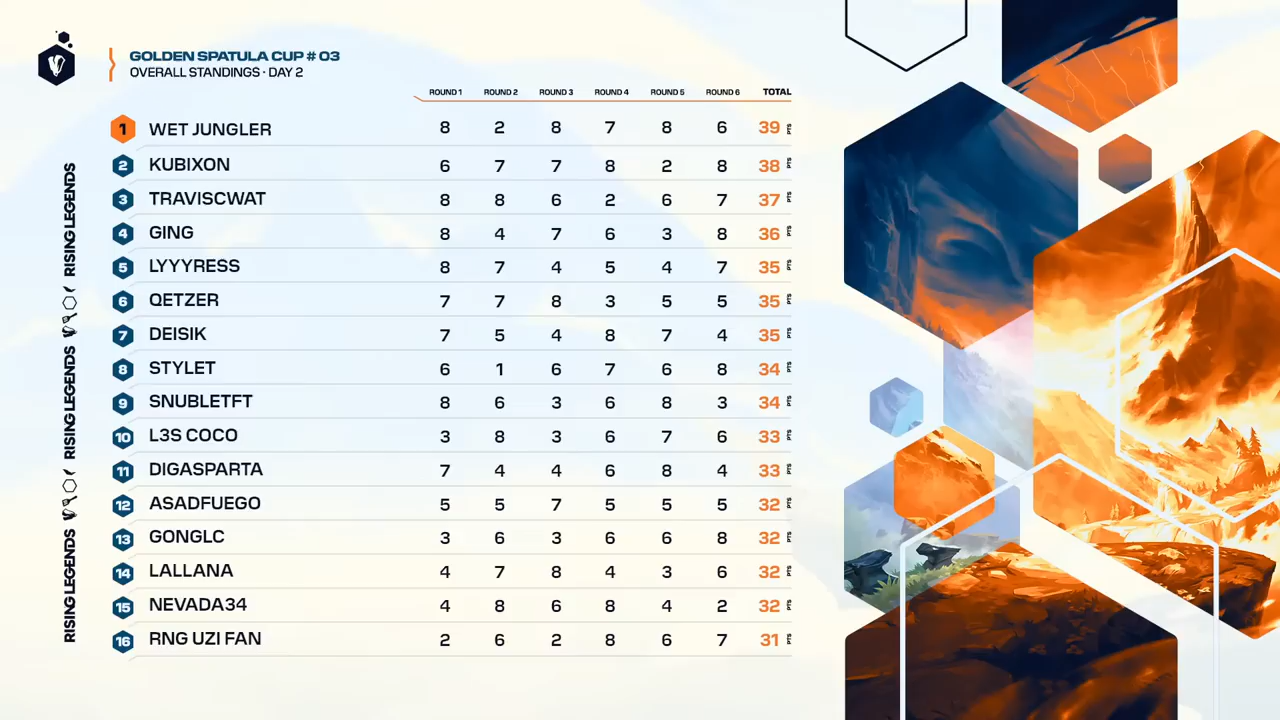 GOLDEN SPATULA CUP # 03
OVERALL STANDINGS · DAY 2
ROUND 1 ROUND 2 ROUND 3 ROUND 4 ROUND 5 ROUND 6 TOTAL
1 WET JUNGLER 8 2 8 7 8 6 39 PTS
2 KUBIXON 6 7 7 8 2 8 38 PTS
3 TRAVISCWAT 8 8 6 2 6 7 37 PTS
4 GING 8 4 7 6 3 8 36 PTS
5 LYYYRESS 8 7 4 5 4 7 35 PTS
6 QETZER 7 7 8 3 5 5 35 PTS
7 DEISIK 7 5 4 8 7 4 35 PTS
8 STYLET 6 1 6 7 6 8 34 PTS
9 SNUBLETFT 8 6 3 6 8 3 34 PTS
10 L3S COCO 3 8 3 6 7 6 33 PTS
11 DIGASPARTA 7 4 4 6 8 4 33 PTS
12 ASADFUEGO 5 5 7 5 5 5 32 PTS
13 GONGLC 3 6 3 6 6 8 32 PTS
14 LALLANA 4 7 8 4 3 6 32 PTS
15 NEVADA34 4 8 6 8 4 2 32 PTS
16 RNG UZI FAN 2 6 2 8 6 7 31 PTS
RISING LEGENDS RISING LEGENDS RISING LEGENDS